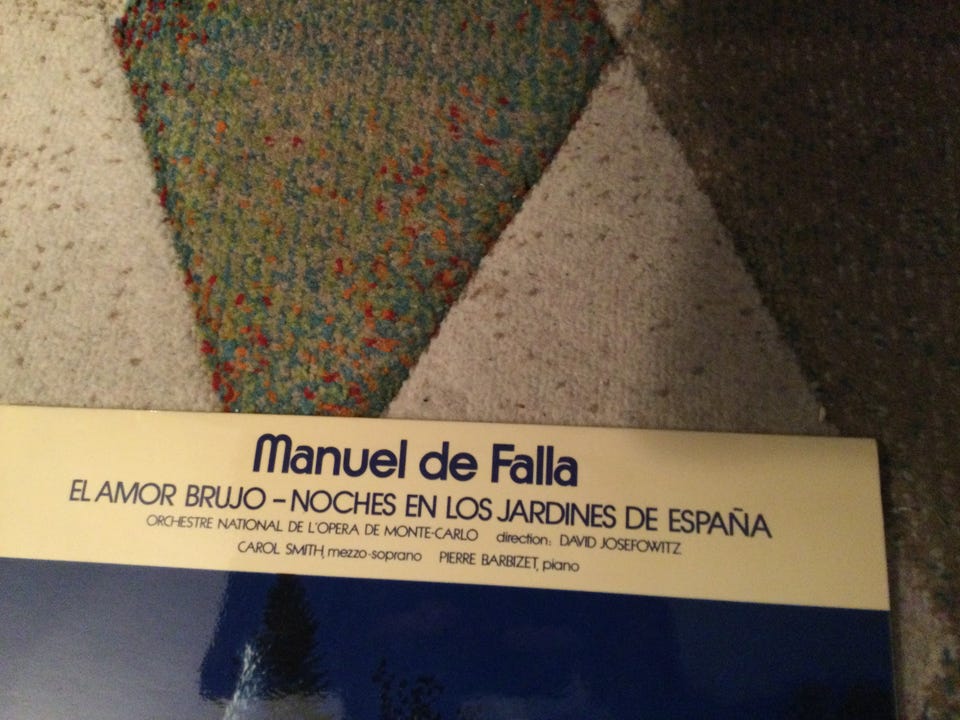 Manuel de Falla
EL AMOR BRUJO – NOCHES EN LOS JARDINES DE ESPAÑA
ORCHESTRE NATIONAL DE L'OPERA DE MONTE-CARLO direction: DAVID JOSEFOWITZ
CAROL SMITH, mezzo-soprano PIERRE BARBIZET, piano